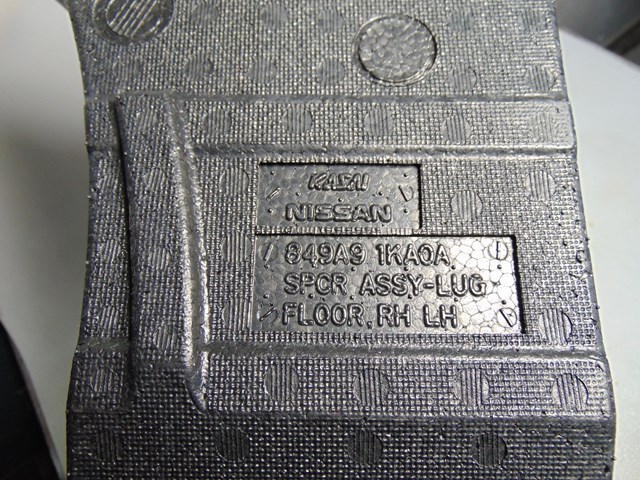 KASAI
NISSAN
849A9 1KA0A
SPCR ASSY-LUG
FLOOR, RH LH